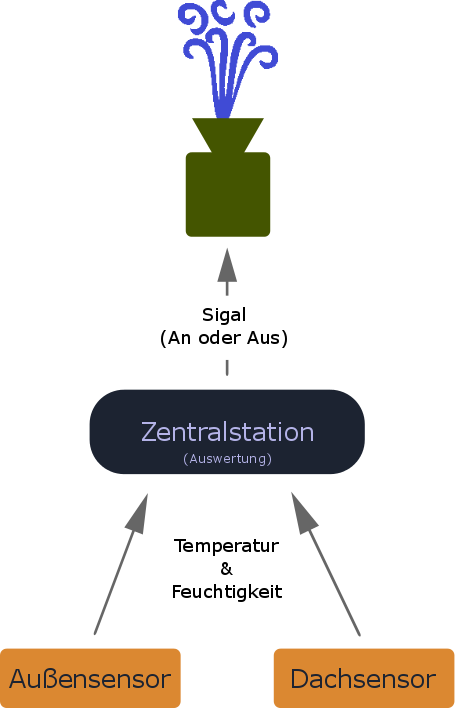 Sigal
(An oder Aus)
Zentralstation
(Auswertung)
Temperatur
&
Feuchtigkeit
Außensensor
Dachsensor